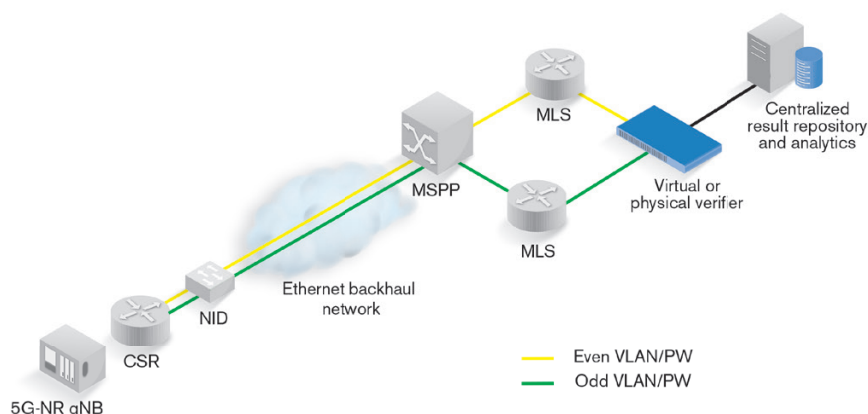 MLS
Centralized
result repository
and analytics
MSPP
Virtual or
physical verifier
MLS
Ethernet backhaul
network
NID
CSR
Even VLAN/PW
Odd VLAN/PW
5G-NR gNB